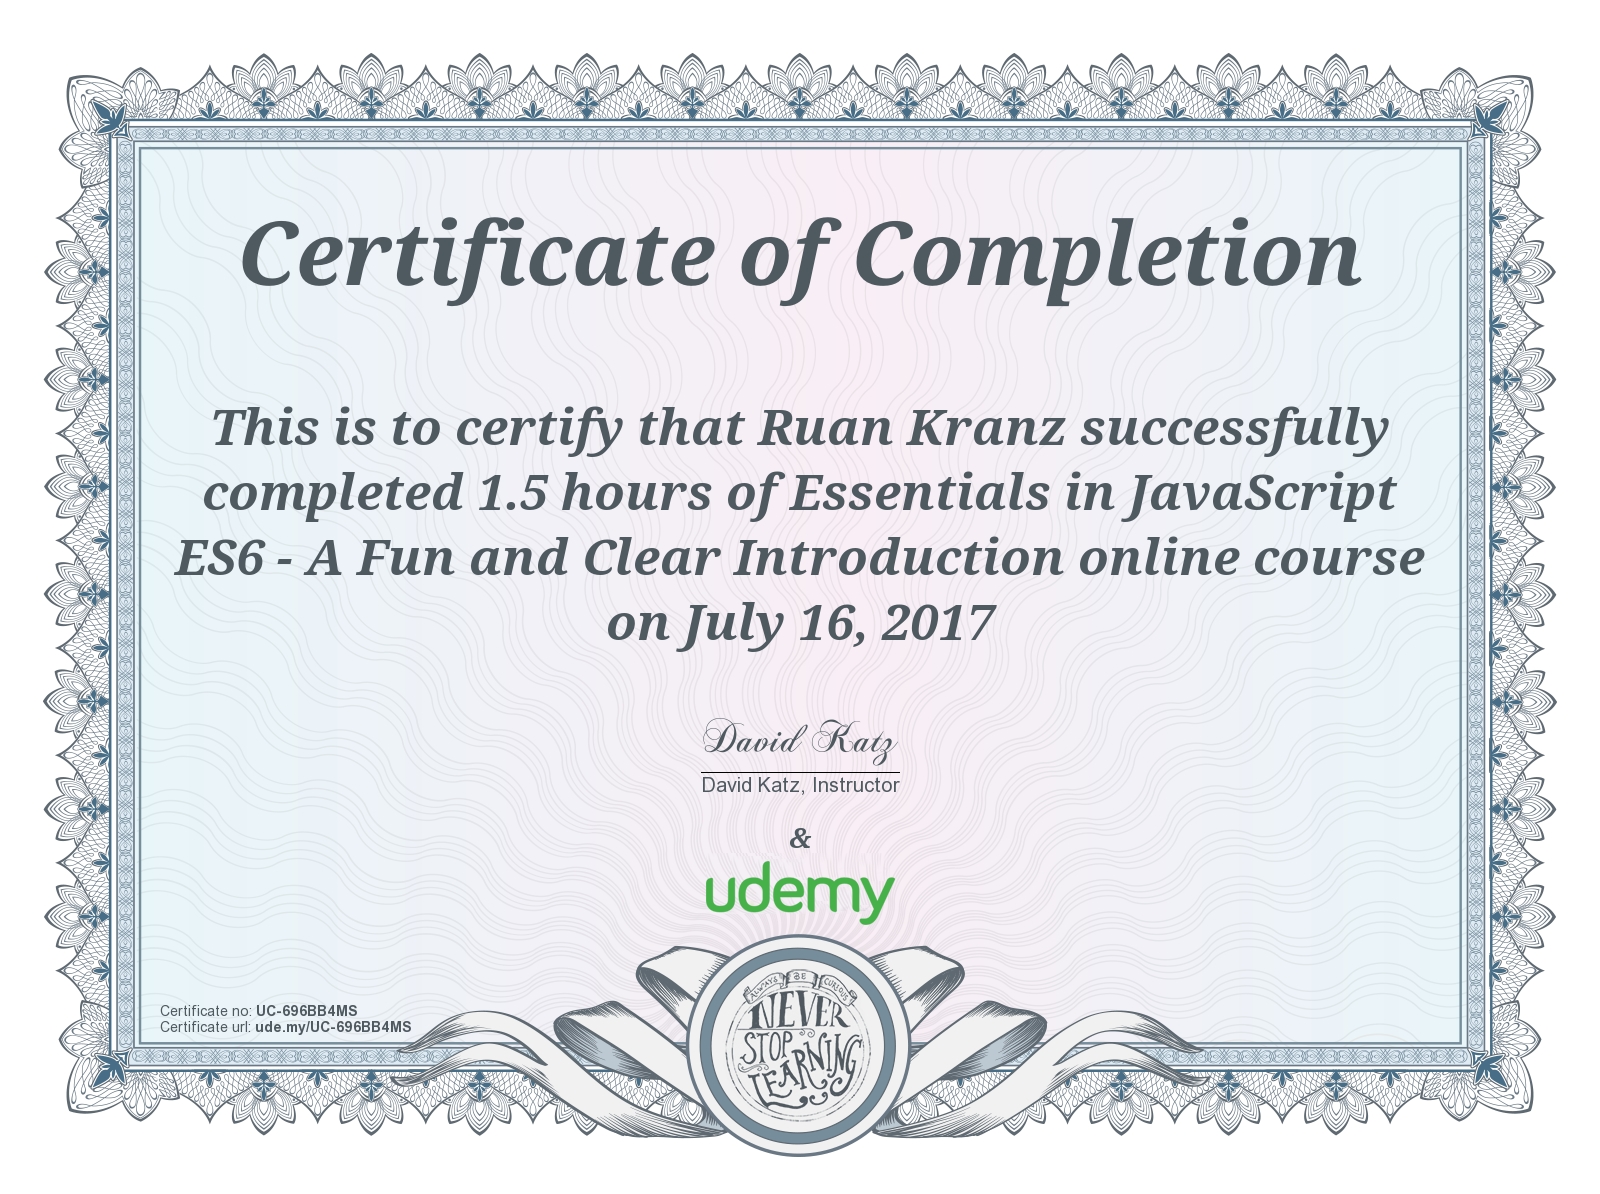 Certificate of Completion
This is to certify that Ruan Kranz successfully
completed 1.5 hours of Essentials in JavaScript
ES6 - A Fun and Clear Introduction online course
on July 16, 2017
David Katz
David Katz, Instructor
&
udemy
Certificate no: UC-696BB4MS
Certificate url: ude.my/UC-696BB4MS
ALWAYS BE CURIOUS
NEVER
STOP
LEARNING